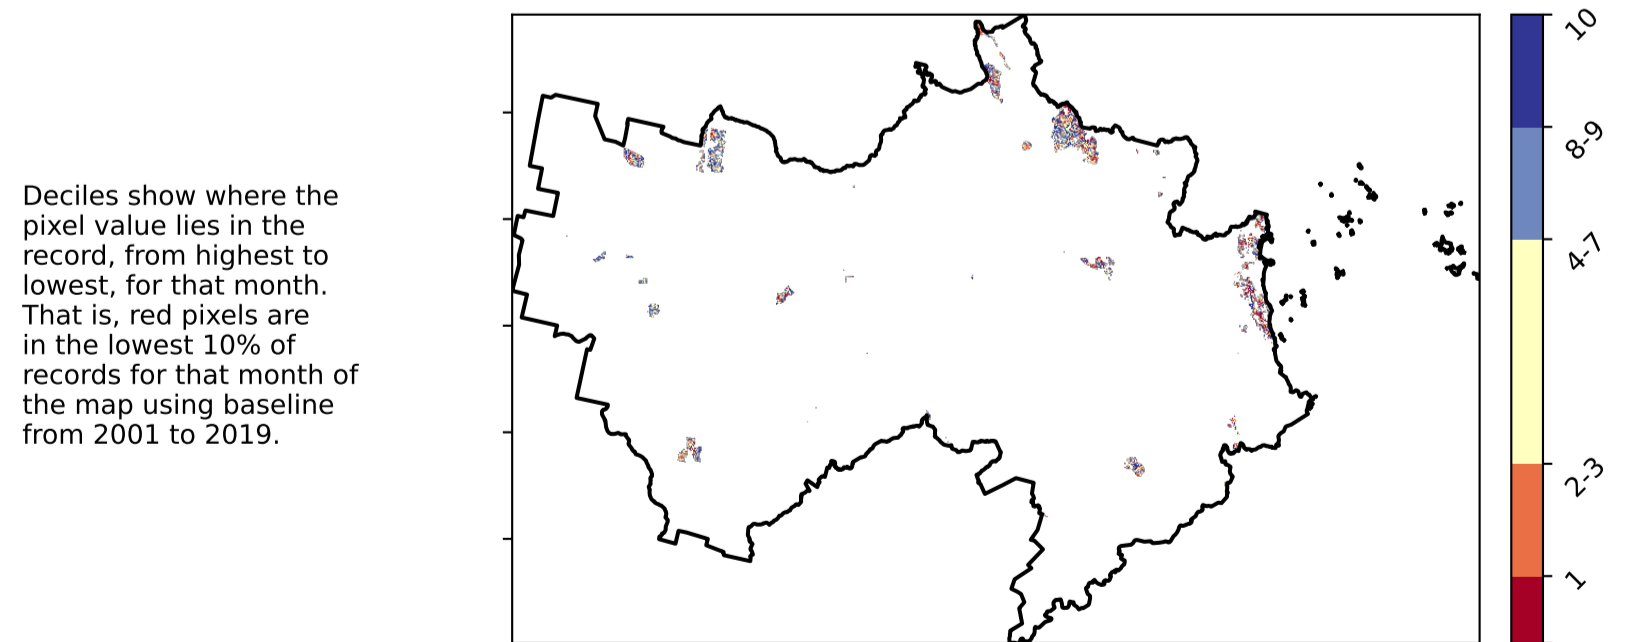 Deciles show where the
pixel value lies in the
record, from highest to
lowest, for that month.
That is, red pixels are
in the lowest 10% of
records for that month of
the map using baseline
from 2001 to 2019.
10
8-9
4-7
2-3
1